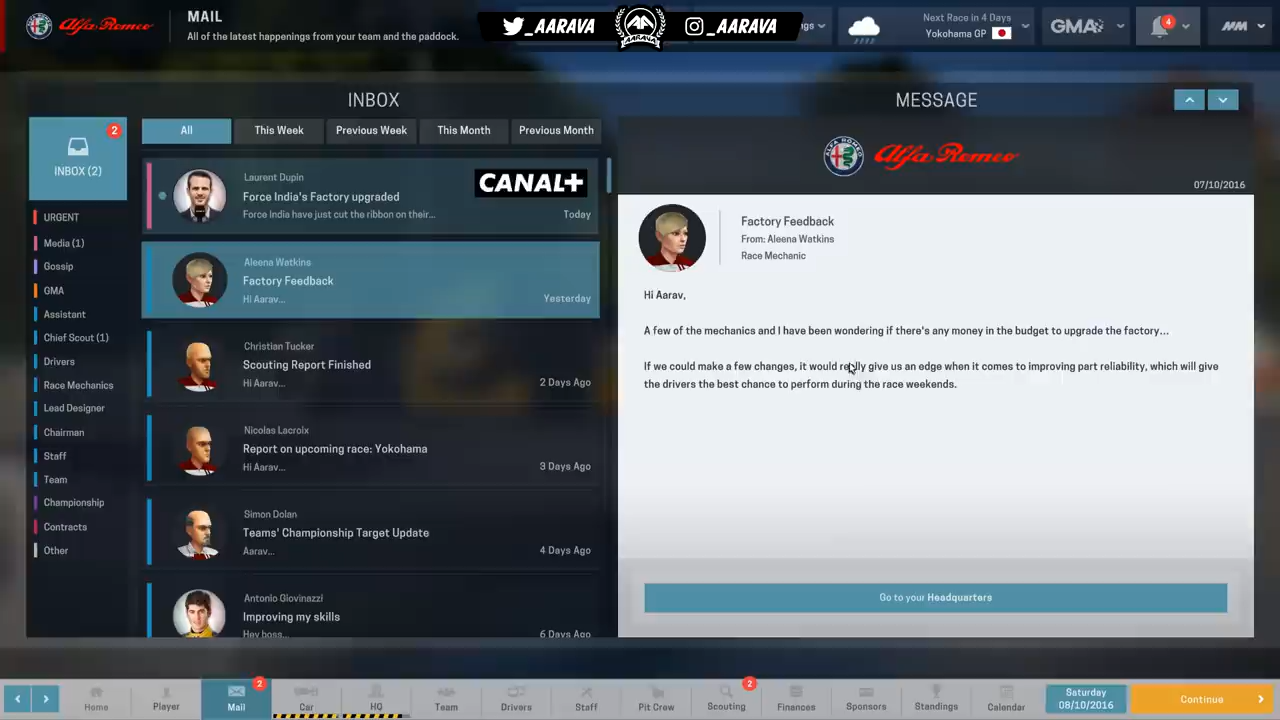 Alfa Romeo
MAIL
All of the latest happenings from your team and the paddock.
_AARAVA
AARAVA
_AARAVA
Next Race in 4 Days
Yokohama GP
GMA
4
INBOX
MESSAGE
2
INBOX (2)
All
This Week
Previous Week
This Month
Previous Month
URGENT
Media (1)
Gossip
GMA
Assistant
Chief Scout (1)
Drivers
Race Mechanics
Lead Designer
Chairman
Staff
Team
Championship
Contracts
Other
Laurent Dupin
Force India's Factory upgraded
Force India have just cut the ribbon on their...
CANAL+
Today
Aleena Watkins
Factory Feedback
Hi Aarav...
Yesterday
Christian Tucker
Scouting Report Finished
Hi Aarav...
2 Days Ago
Nicolas Lacroix
Report on upcoming race: Yokohama
Hi Aarav...
3 Days Ago
Simon Dolan
Teams' Championship Target Update
Aarav...
4 Days Ago
Antonio Giovinazzi
Improving my skills
Hey boss...
6 Days Ago
Alfa Romeo
07/10/2016
Factory Feedback
From: Aleena Watkins
Race Mechanic
Hi Aarav,
A few of the mechanics and I have been wondering if there's any money in the budget to upgrade the factory...
If we could make a few changes, it would really give us an edge when it comes to improving part reliability, which will give
the drivers the best chance to perform during the race weekends.
Go to your Headquarters
Home
Player
2
Mail
Car
HQ
Team
Drivers
Staff
Pit Crew
2
Scouting
Finances
Sponsors
Standings
Calendar
Saturday
08/10/2016
Continue